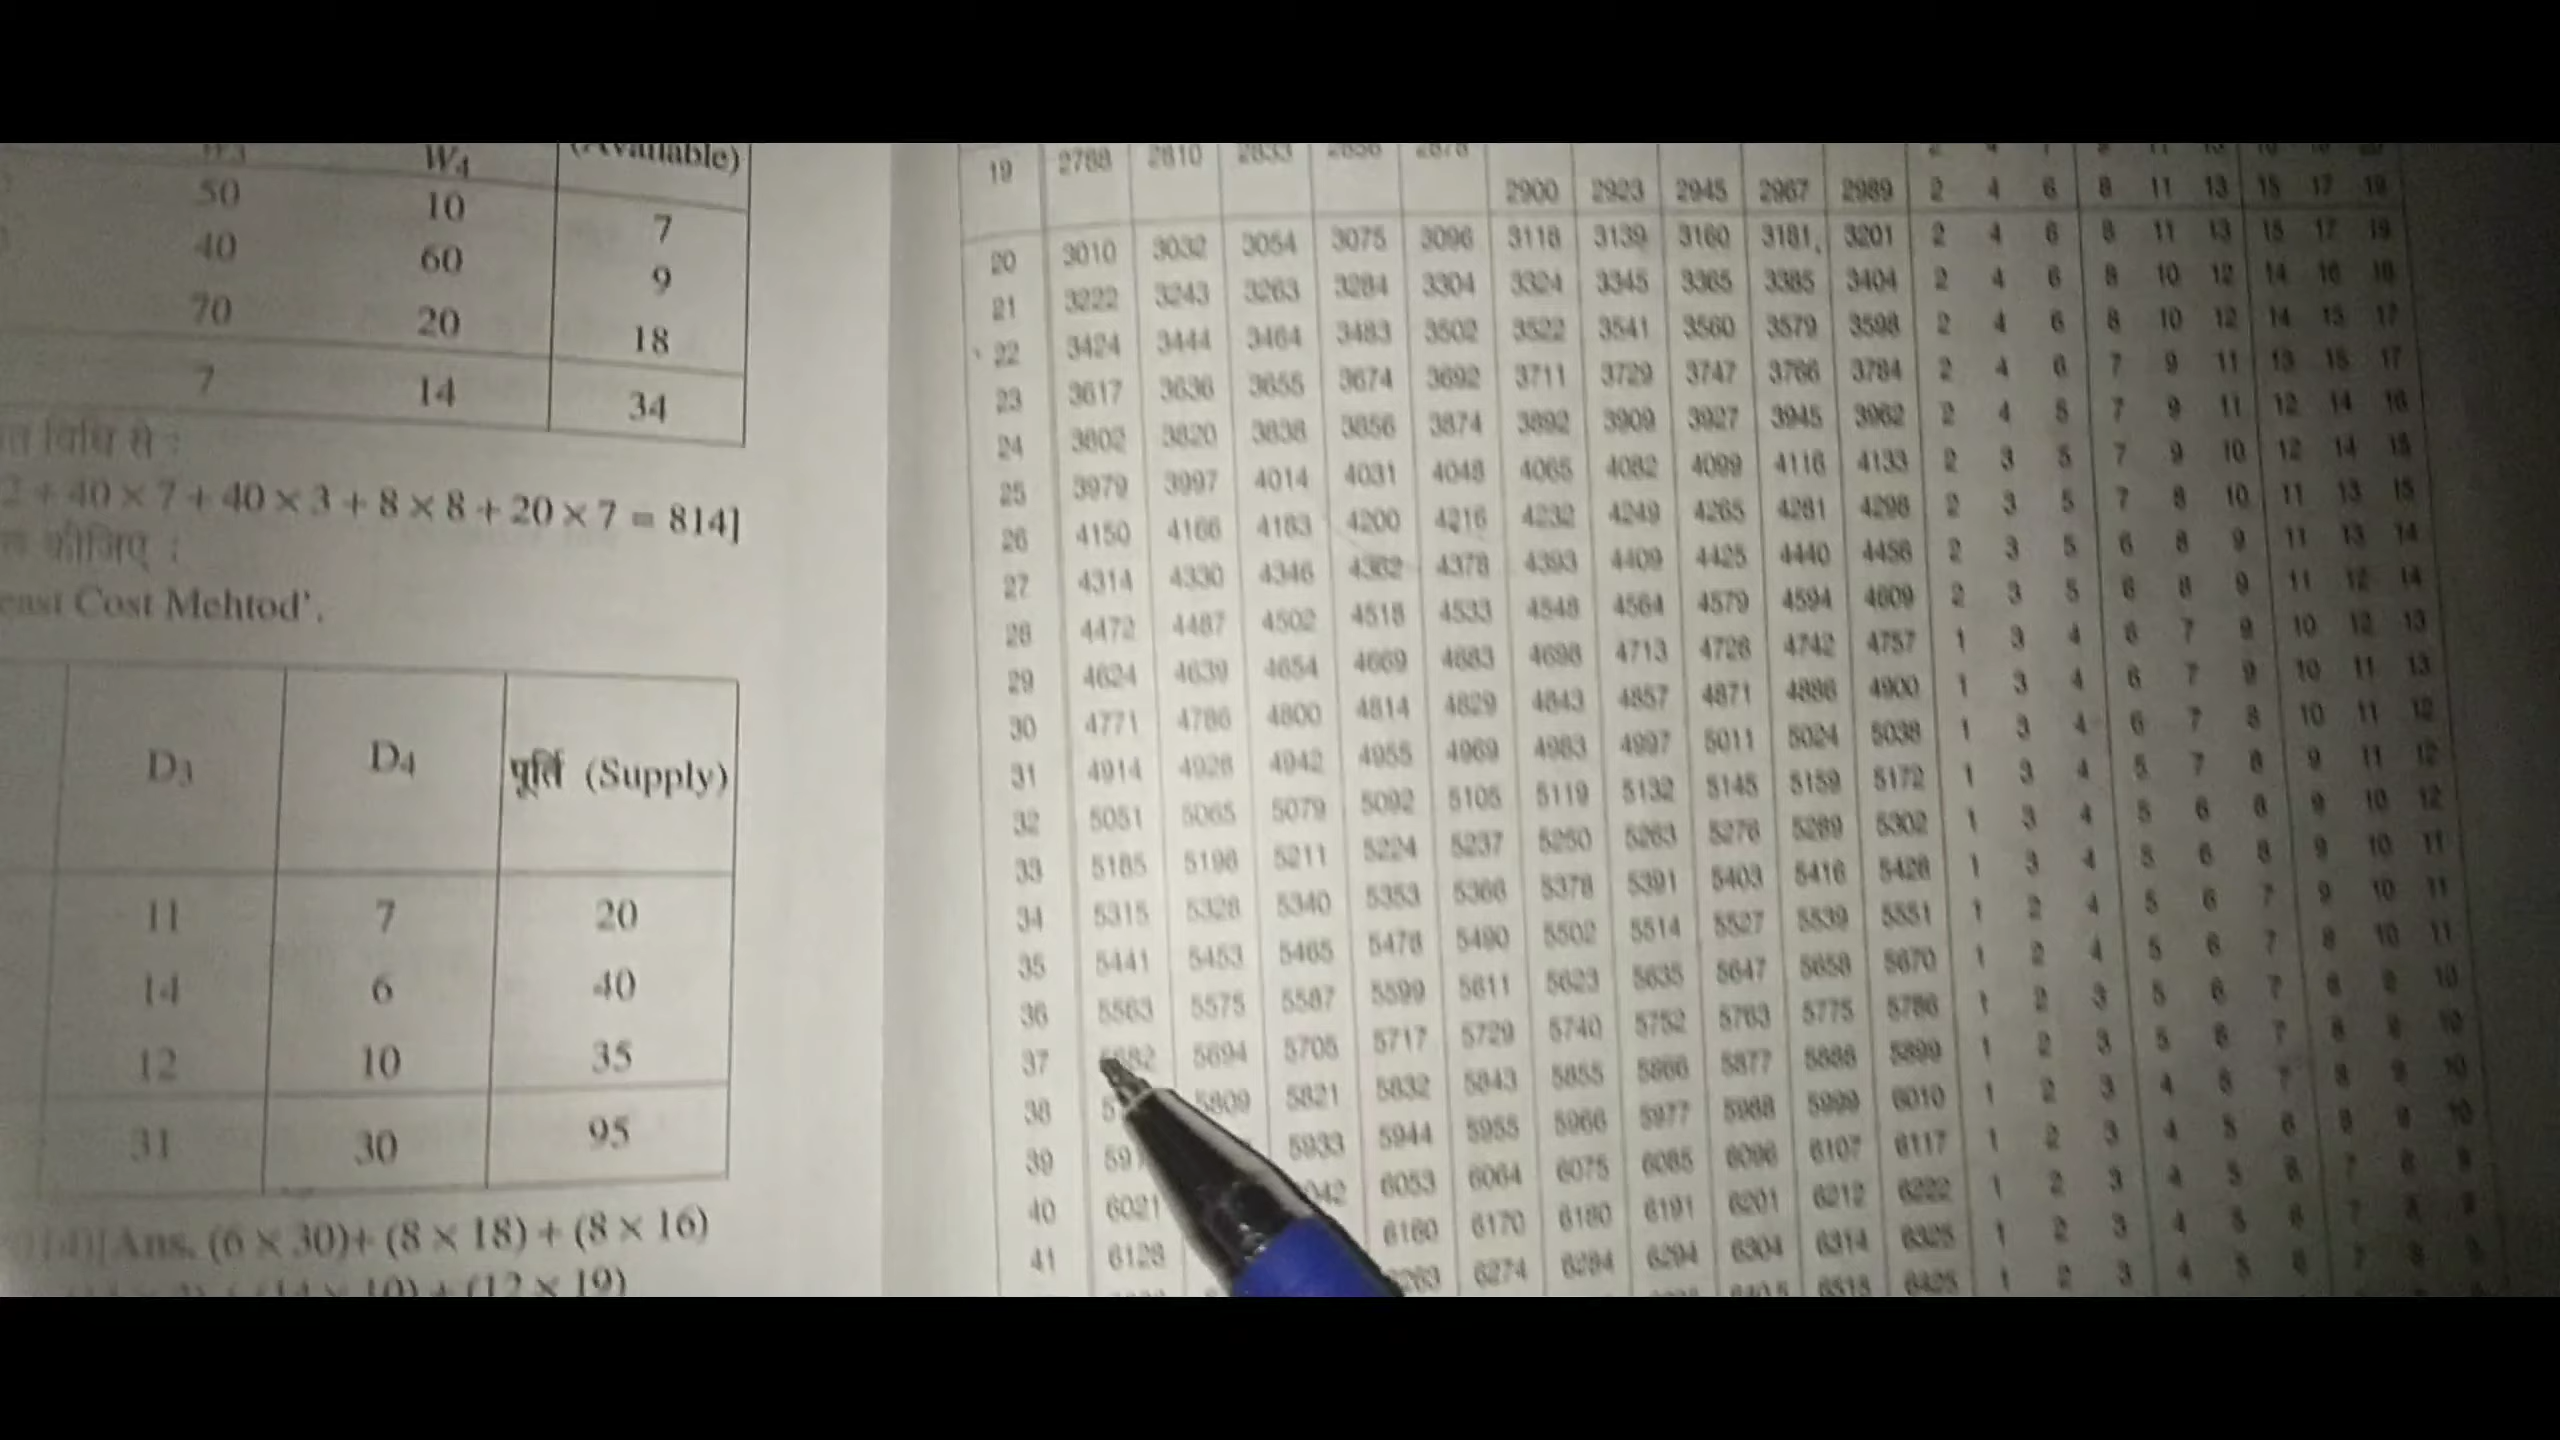 W4 (Available)
50 10 7
40 60 9
70 20 18
7 14 34
विधि से :
2 + 40 × 7 + 40 × 3 + 8 × 8 + 20 × 7 = 814]
कीजिए :
Cost Mehtod’.
D3 D4 पूर्ति (Supply)
11 7 20
14 6 40
12 10 35
31 30 95
[Ans. (6 × 30)+ (8 × 18) + (8 × 16)
(14 × 10) + (12 × 19)
19 2788 2810 2833 2856 2878
2900 2923 2945 2967 2989 2 4 6 8 11 13 15 17 19
20 3010 3032 3054 3075 3096 3118 3139 3160 3181 3201 2 4 6 8 11 13 15 17 19
21 3222 3243 3263 3284 3304 3324 3345 3365 3385 3404 2 4 6 8 10 12 14 16 18
22 3424 3444 3464 3483 3502 3522 3541 3560 3579 3598 2 4 6 8 10 12 14 15 17
23 3617 3636 3655 3674 3692 3711 3729 3747 3766 3784 2 4 6 7 9 11 13 15 17
24 3802 3820 3838 3856 3874 3892 3909 3927 3945 3962 2 4 5 7 9 11 12 14 16
25 3979 3997 4014 4031 4048 4065 4082 4099 4116 4133 2 3 5 7 9 10 12 14 15
26 4150 4166 4183 4200 4216 4232 4249 4265 4281 4298 2 3 5 7 8 10 11 13 15
27 4314 4330 4346 4362 4378 4393 4409 4425 4440 4456 2 3 5 6 8 9 11 13 14
28 4472 4487 4502 4518 4533 4548 4564 4579 4594 4609 2 3 5 6 8 9 11 12 14
29 4624 4639 4654 4669 4683 4698 4713 4728 4742 4757 1 3 4 6 7 9 10 12 13
30 4771 4786 4800 4814 4829 4843 4857 4871 4886 4900 1 3 4 6 7 9 10 11 13
31 4914 4928 4942 4955 4969 4983 4997 5011 5024 5038 1 3 4 6 7 8 10 11 12
32 5051 5065 5079 5092 5105 5119 5132 5145 5159 5172 1 3 4 5 7 8 9 11 12
33 5185 5198 5211 5224 5237 5250 5263 5276 5289 5302 1 3 4 5 6 8 9 10 12
34 5315 5328 5340 5353 5366 5378 5391 5403 5416 5428 1 3 4 5 6 8 9 10 11
35 5441 5453 5465 5478 5490 5502 5514 5527 5539 5551 1 2 4 5 6 7 9 10 11
36 5563 5575 5587 5599 5611 5623 5635 5647 5658 5670 1 2 4 5 6 7 8 10 11
37 5694 5705 5717 5729 5740 5752 5763 5775 5786 1 2 3 5 6 7 8 9 10
38 5809 5821 5832 5843 5855 5866 5877 5888 5899 1 2 3 5 6 7 8 9 10
39 5933 5944 5955 5966 5977 5988 5999 6010 1 2 3 4 5 7 8 9 10
40 6021 6053 6064 6075 6085 6096 6107 6117 1 2 3 4 5 6 8 9 10
41 6128 6160 6170 6180 6191 6201 6212 6222 1 2 3 4 5 6 7 8 9
6274 6284 6294 6304 6314 6325 1 2 3 4 5 6 7 8 9